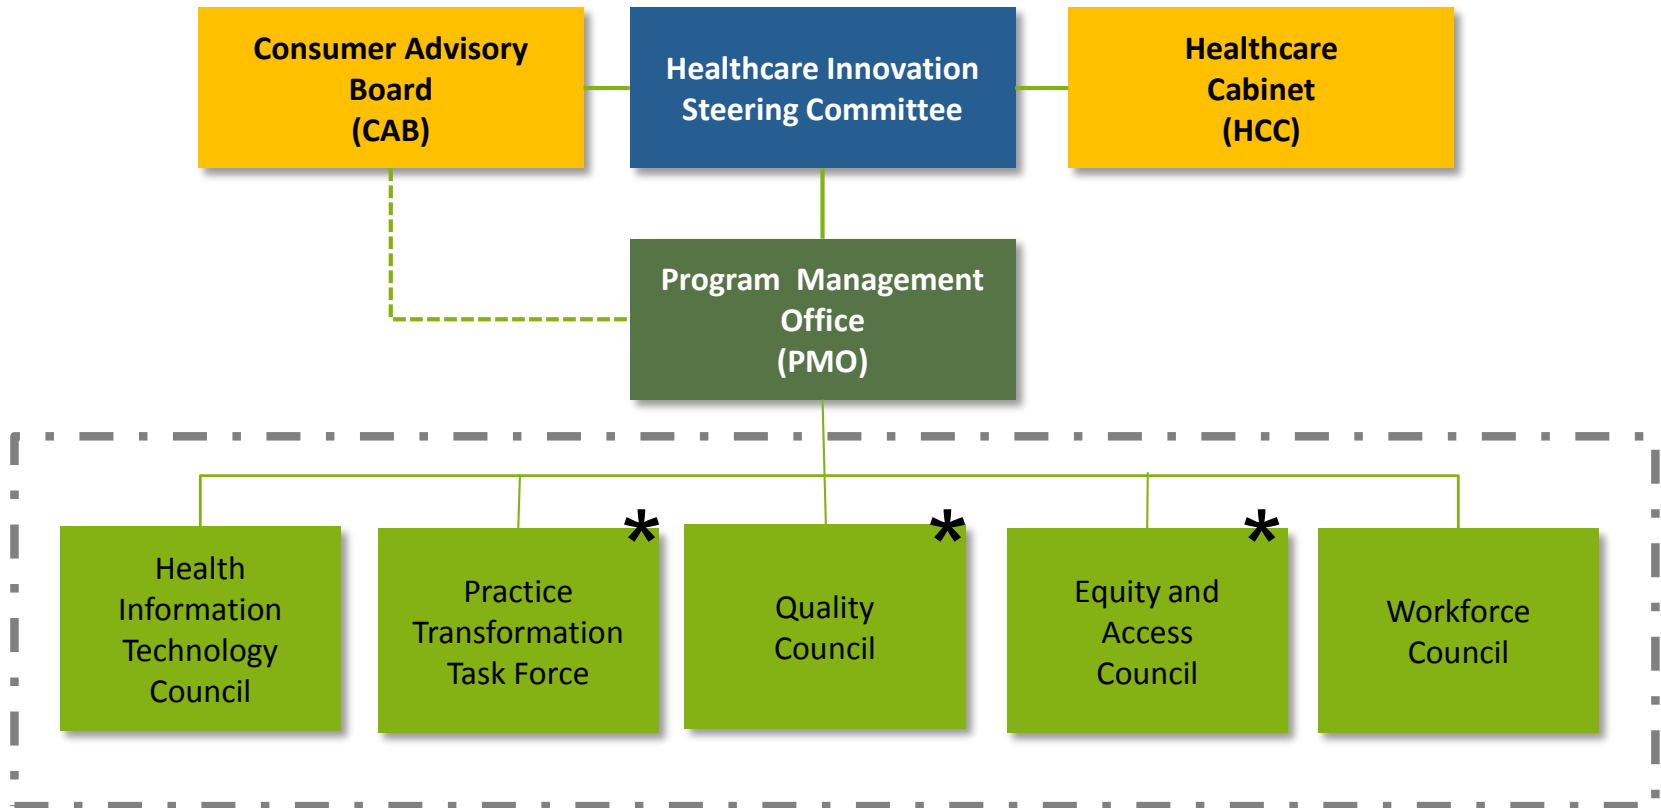 Consumer Advisory
Board
(CAB)
Healthcare Innovation
Steering Committee
Healthcare
Cabinet
(HCC)
Program  Management
Office
(PMO)
Health
Information
Technology
Council
*
Practice
Transformation
Task Force
*
Quality
Council
*
Equity and
Access
Council
Workforce
Council